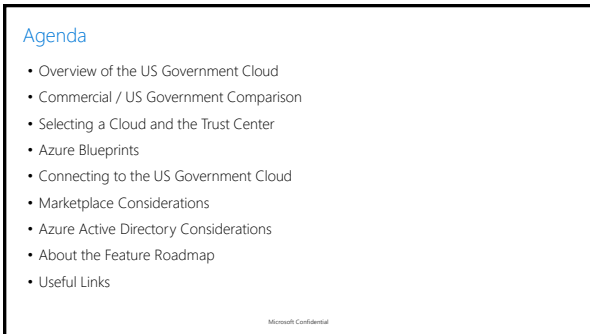 Agenda
• Overview of the US Government Cloud
• Commercial / US Government Comparison
• Selecting a Cloud and the Trust Center
• Azure Blueprints
• Connecting to the US Government Cloud
• Marketplace Considerations
• Azure Active Directory Considerations
• About the Feature Roadmap
• Useful Links
Microsoft Confidential